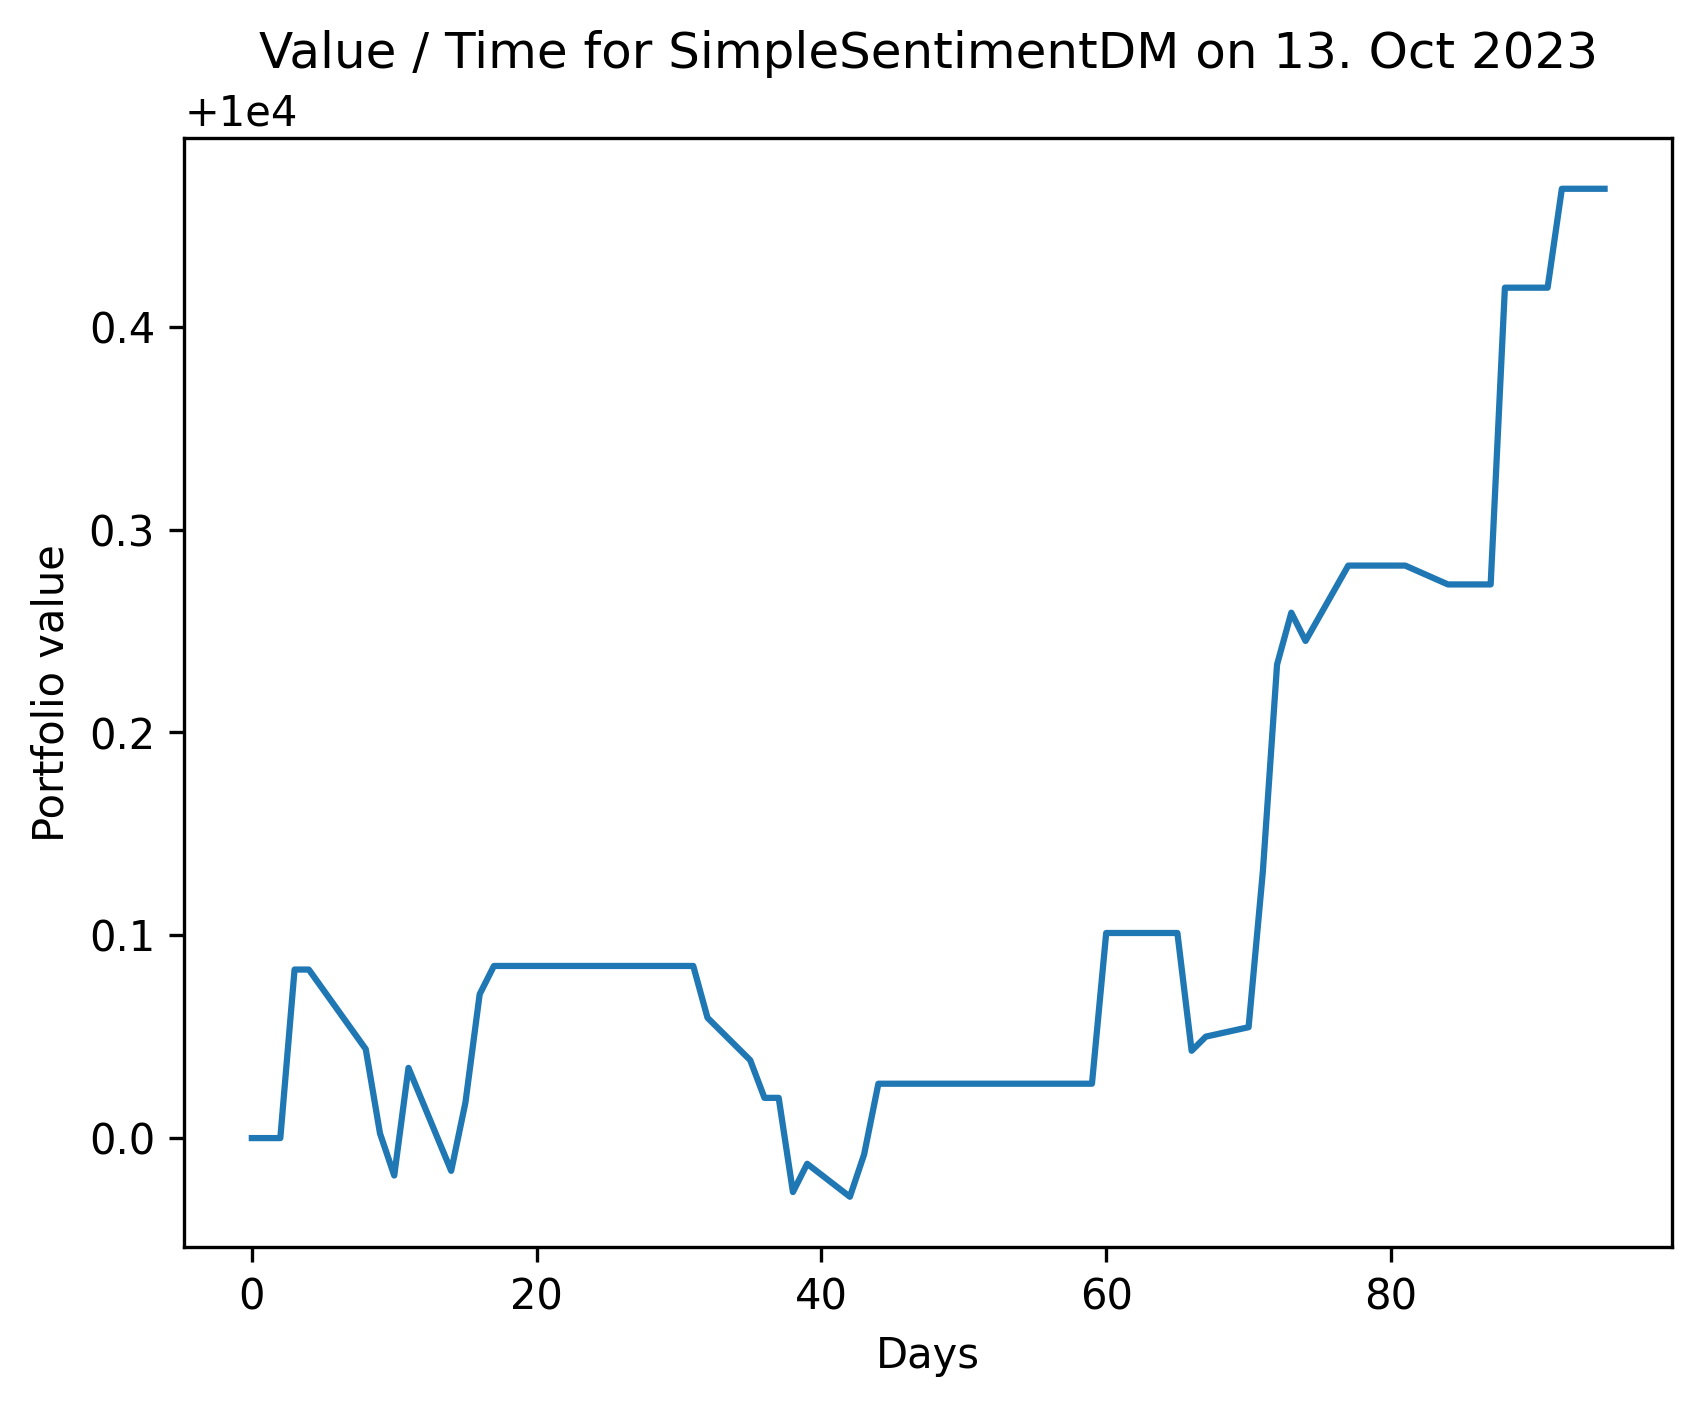 Value / Time for SimpleSentimentDM on 13. Oct 2023
+1e4
0.4
0.3
0.2
0.1
0.0
Portfolio value
0 20 40 60 80
Days